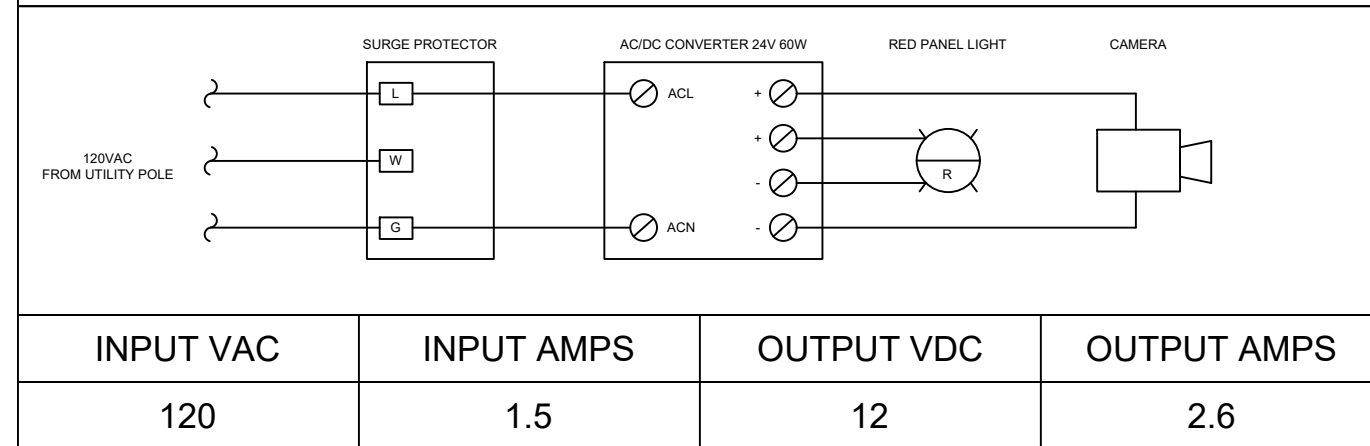 SURGE PROTECTOR
AC/DC CONVERTER 24V 60W
RED PANEL LIGHT
CAMERA
L
ACL
+
+
120VAC
FROM UTILITY POLE
W
-
R
G
ACN
-
INPUT VAC
INPUT AMPS
OUTPUT VDC
OUTPUT AMPS
120
1.5
12
2.6